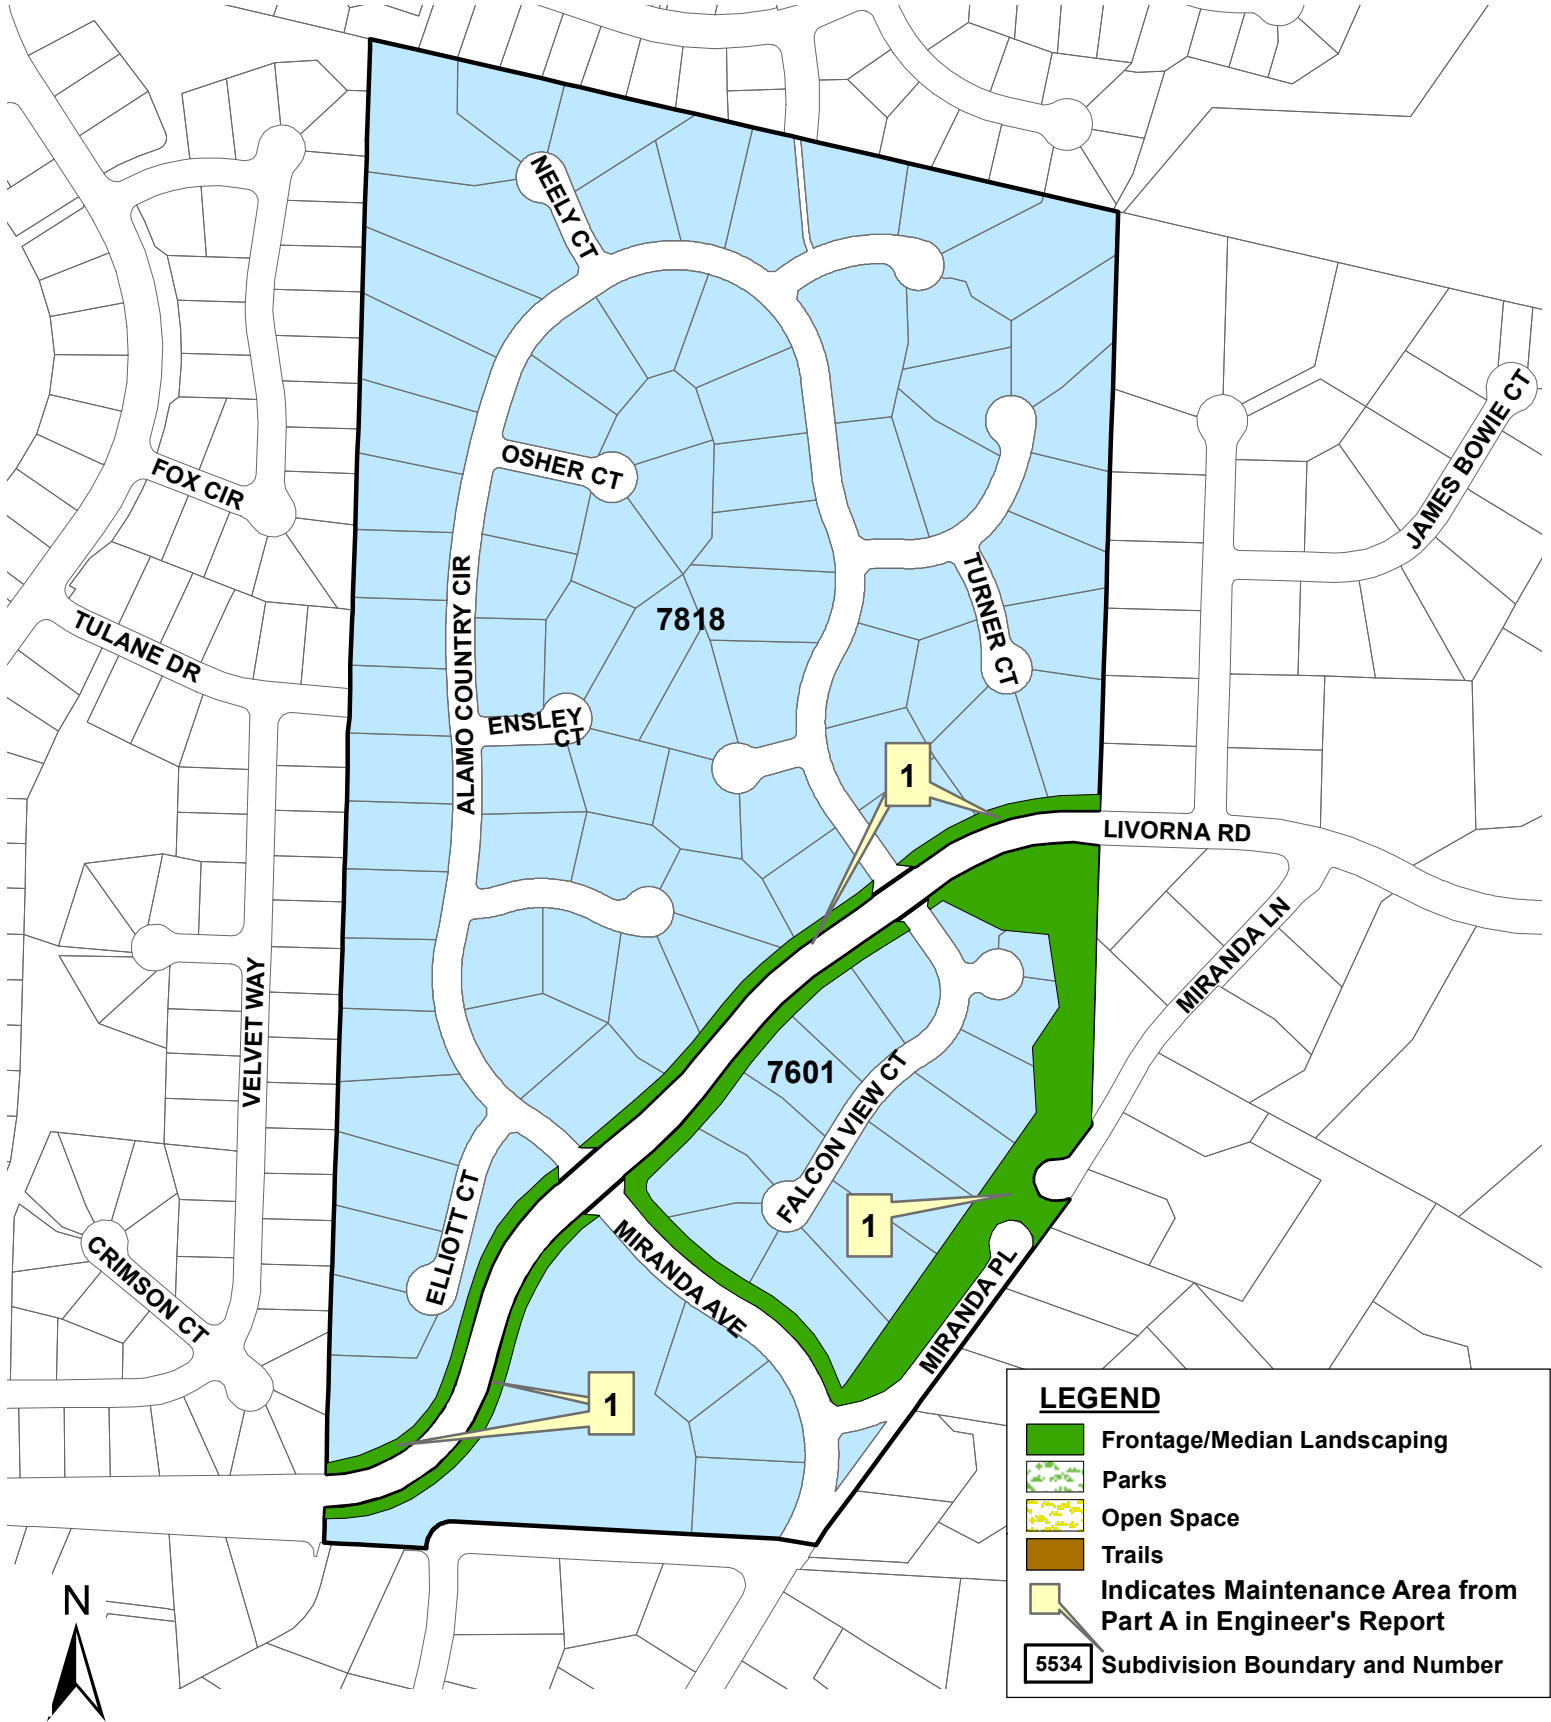 NEELY CT
OSHER CT
JAMES BOWIE CT
FOX CIR
TURNER CT
ALAMO COUNTRY CIR
7818
TULANE DR
ENSLEY
CT
1
LIVORNA RD
MIRANDA LN
VELVET WAY
7601
FALCON VIEW CT
1
ELLIOTT CT
MIRANDA AVE
CRIMSON CT
MIRANDA PL
1
LEGEND
Frontage/Median Landscaping
Parks
Open Space
Trails
Indicates Maintenance Area from
Part A in Engineer's Report
5534 Subdivision Boundary and Number
N